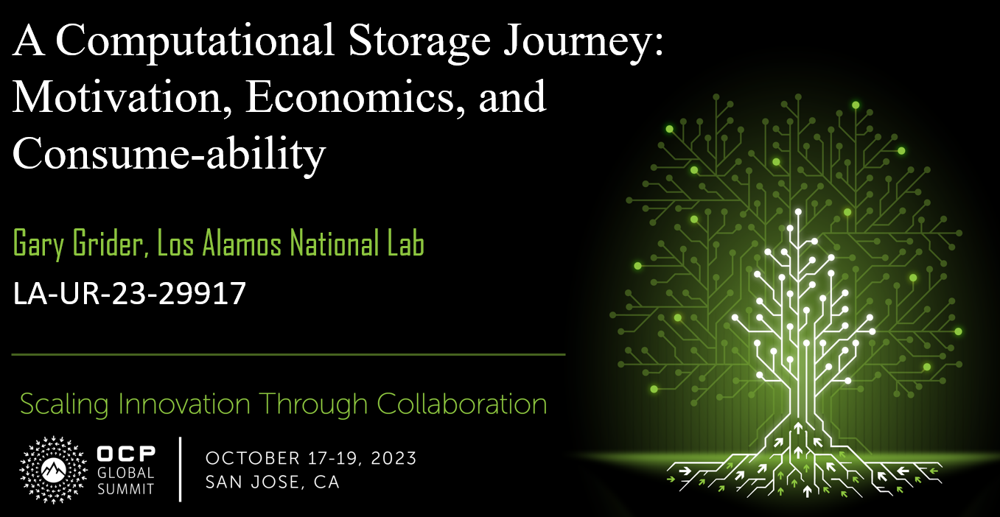 A Computational Storage Journey:
Motivation, Economics, and
Consume-ability
Gary Grider, Los Alamos National Lab
LA-UR-23-29917
Scaling Innovation Through Collaboration
OCP
GLOBAL
SUMMIT
OCTOBER 17-19, 2023
SAN JOSE, CA